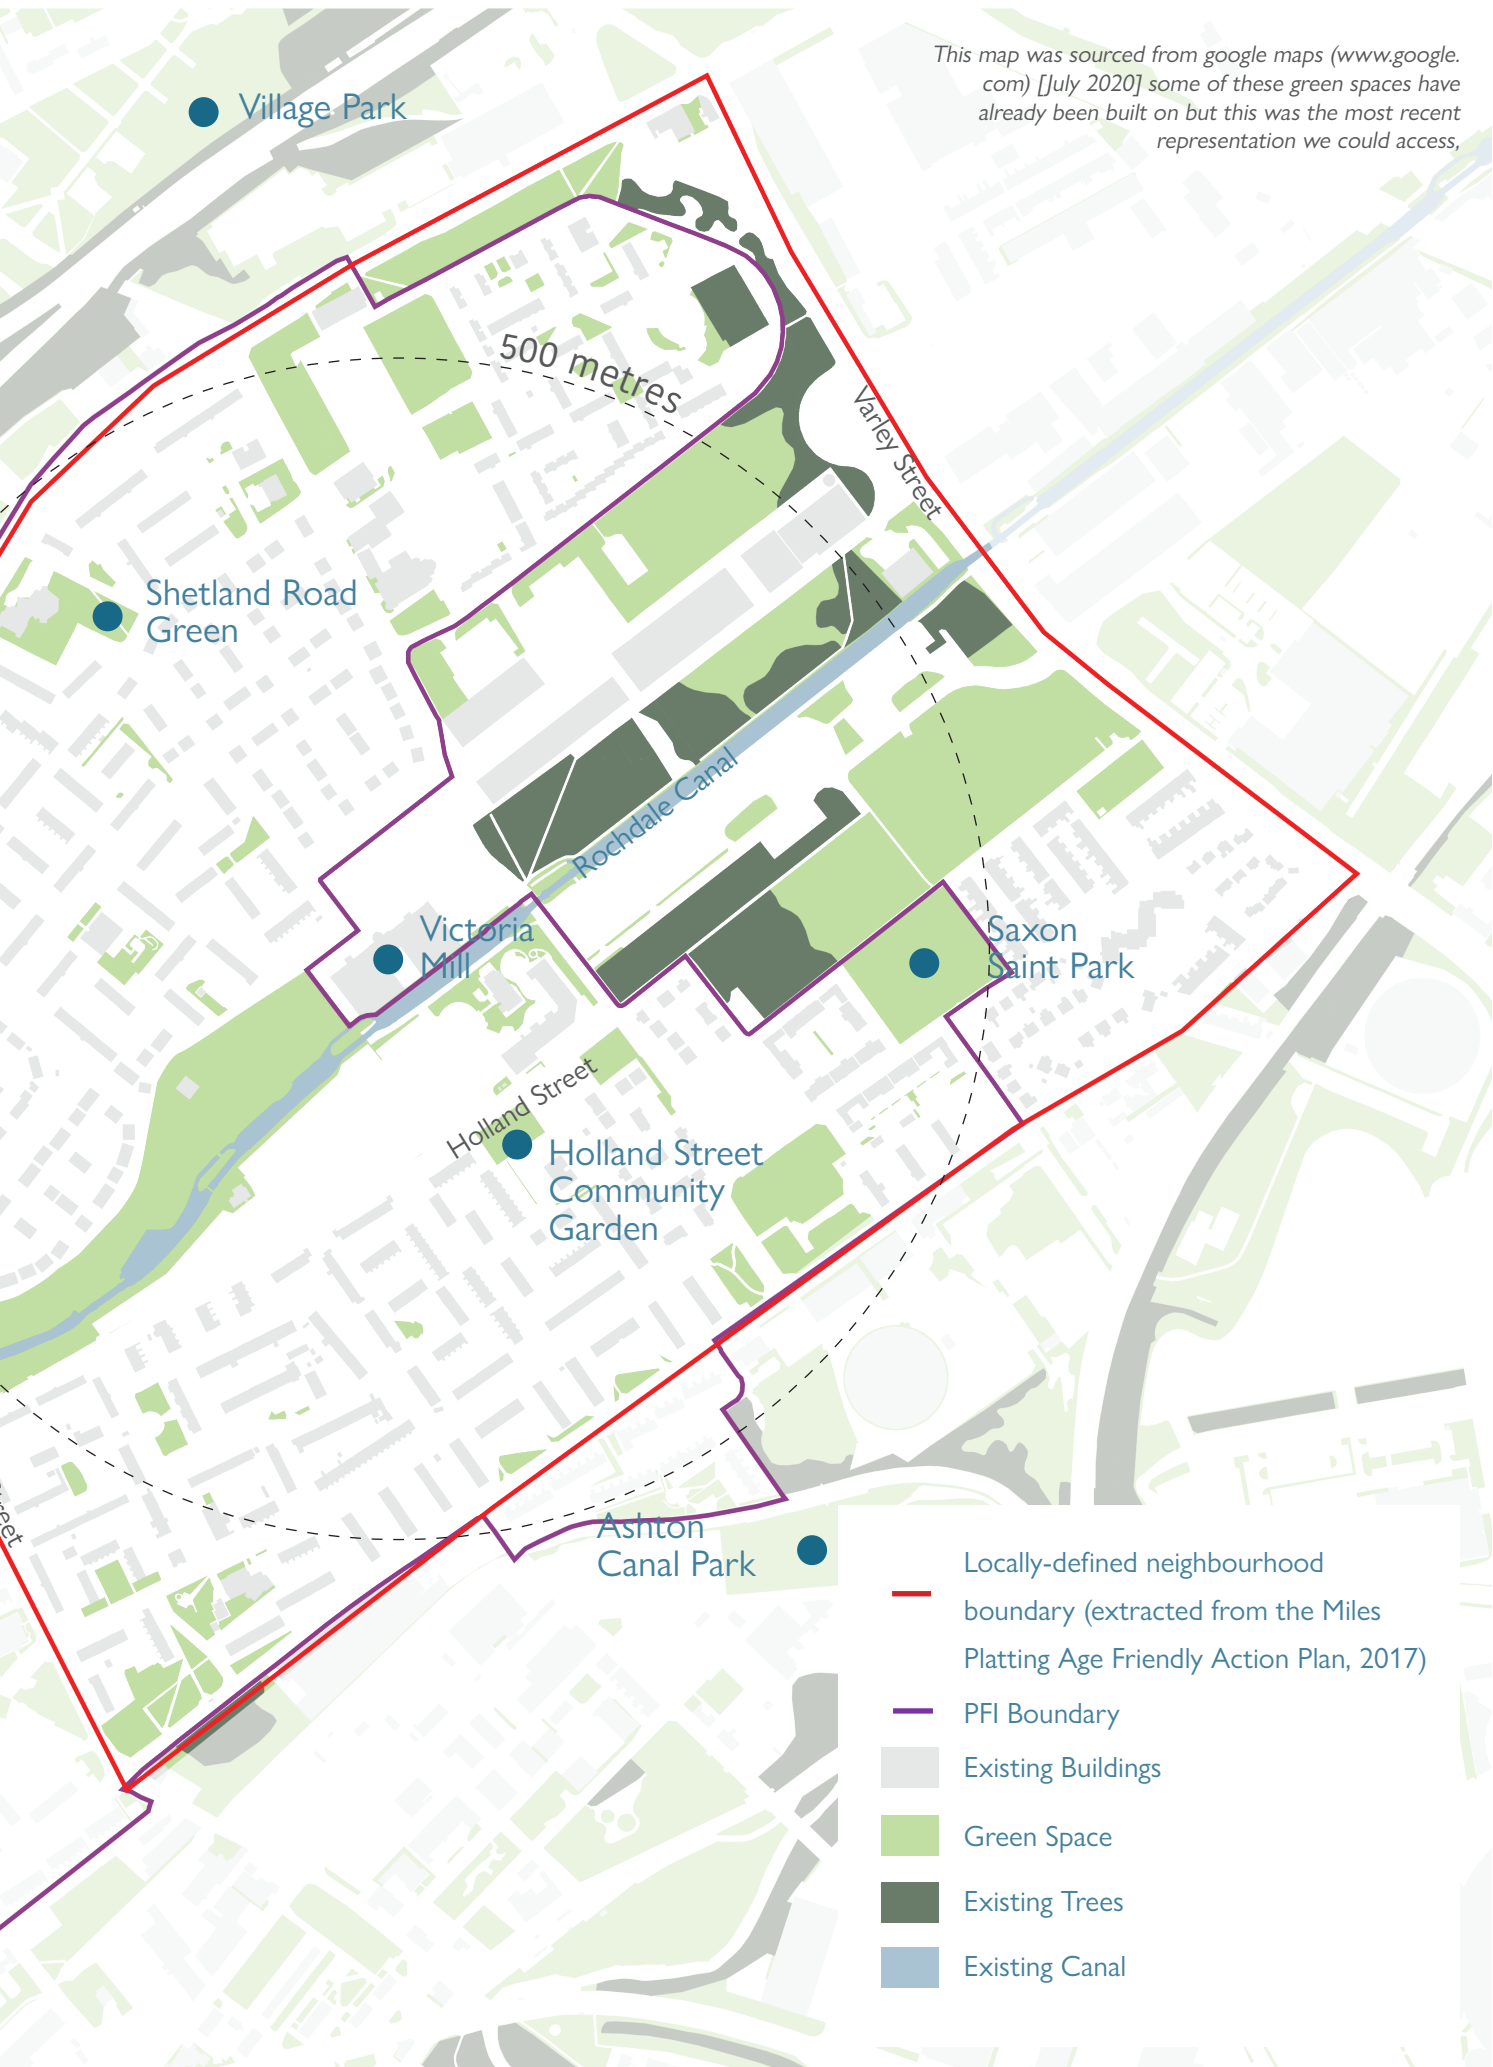 This map was sourced from google maps (www.google.
com) [July 2020] some of these green spaces have
already been built on but this was the most recent
representation we could access,
Village Park
500 metres
Varley Street
Shetland Road
Green
Rochdale Canal
Victoria
Mill
Saxon
Saint Park
Holland Street
Holland Street
Community
Garden
Ashton
Canal Park
Locally-defined neighbourhood
boundary (extracted from the Miles
Platting Age Friendly Action Plan, 2017)
PFI Boundary
Existing Buildings
Green Space
Existing Trees
Existing Canal